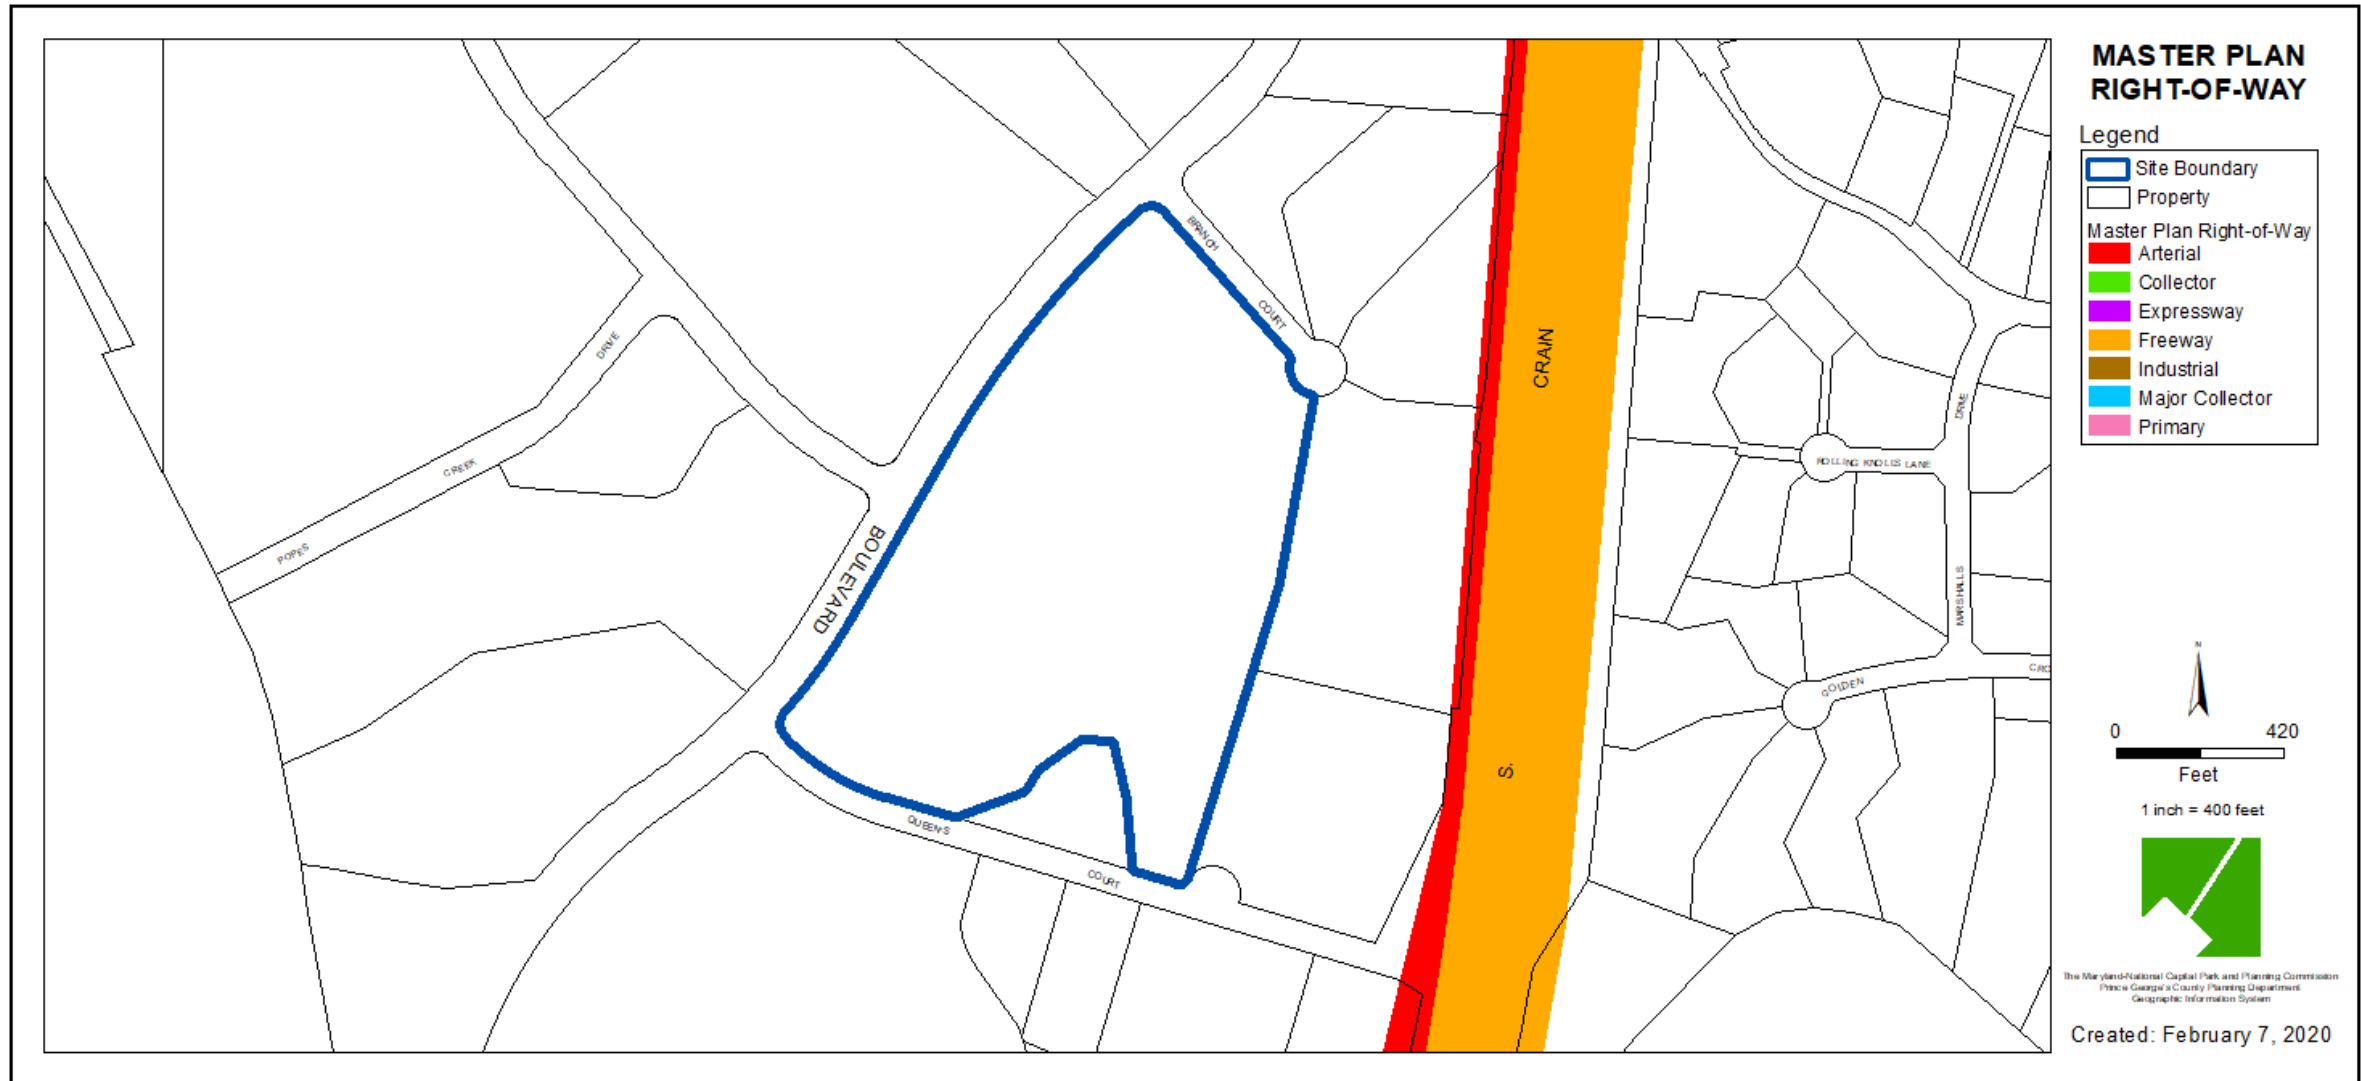 MASTER PLAN
RIGHT-OF-WAY
Legend
Site Boundary
Property
Master Plan Right-of-Way
Arterial
Collector
Expressway
Freeway
Industrial
Major Collector
Primary
BRANCH
COURT
CRAIN
DRIVE
DRIVE
CREEK
POPES
ROLLING KNOLLS LANE
BOULEVARD
MARSHALLS
GOLDEN
CRO
S.
QUEENS
COURT
N
0 420
Feet
1 inch = 400 feet
The Maryland-National Capital Park and Planning Commission
Prince George's County Planning Department
Geographic Information System
Created: February 7, 2020